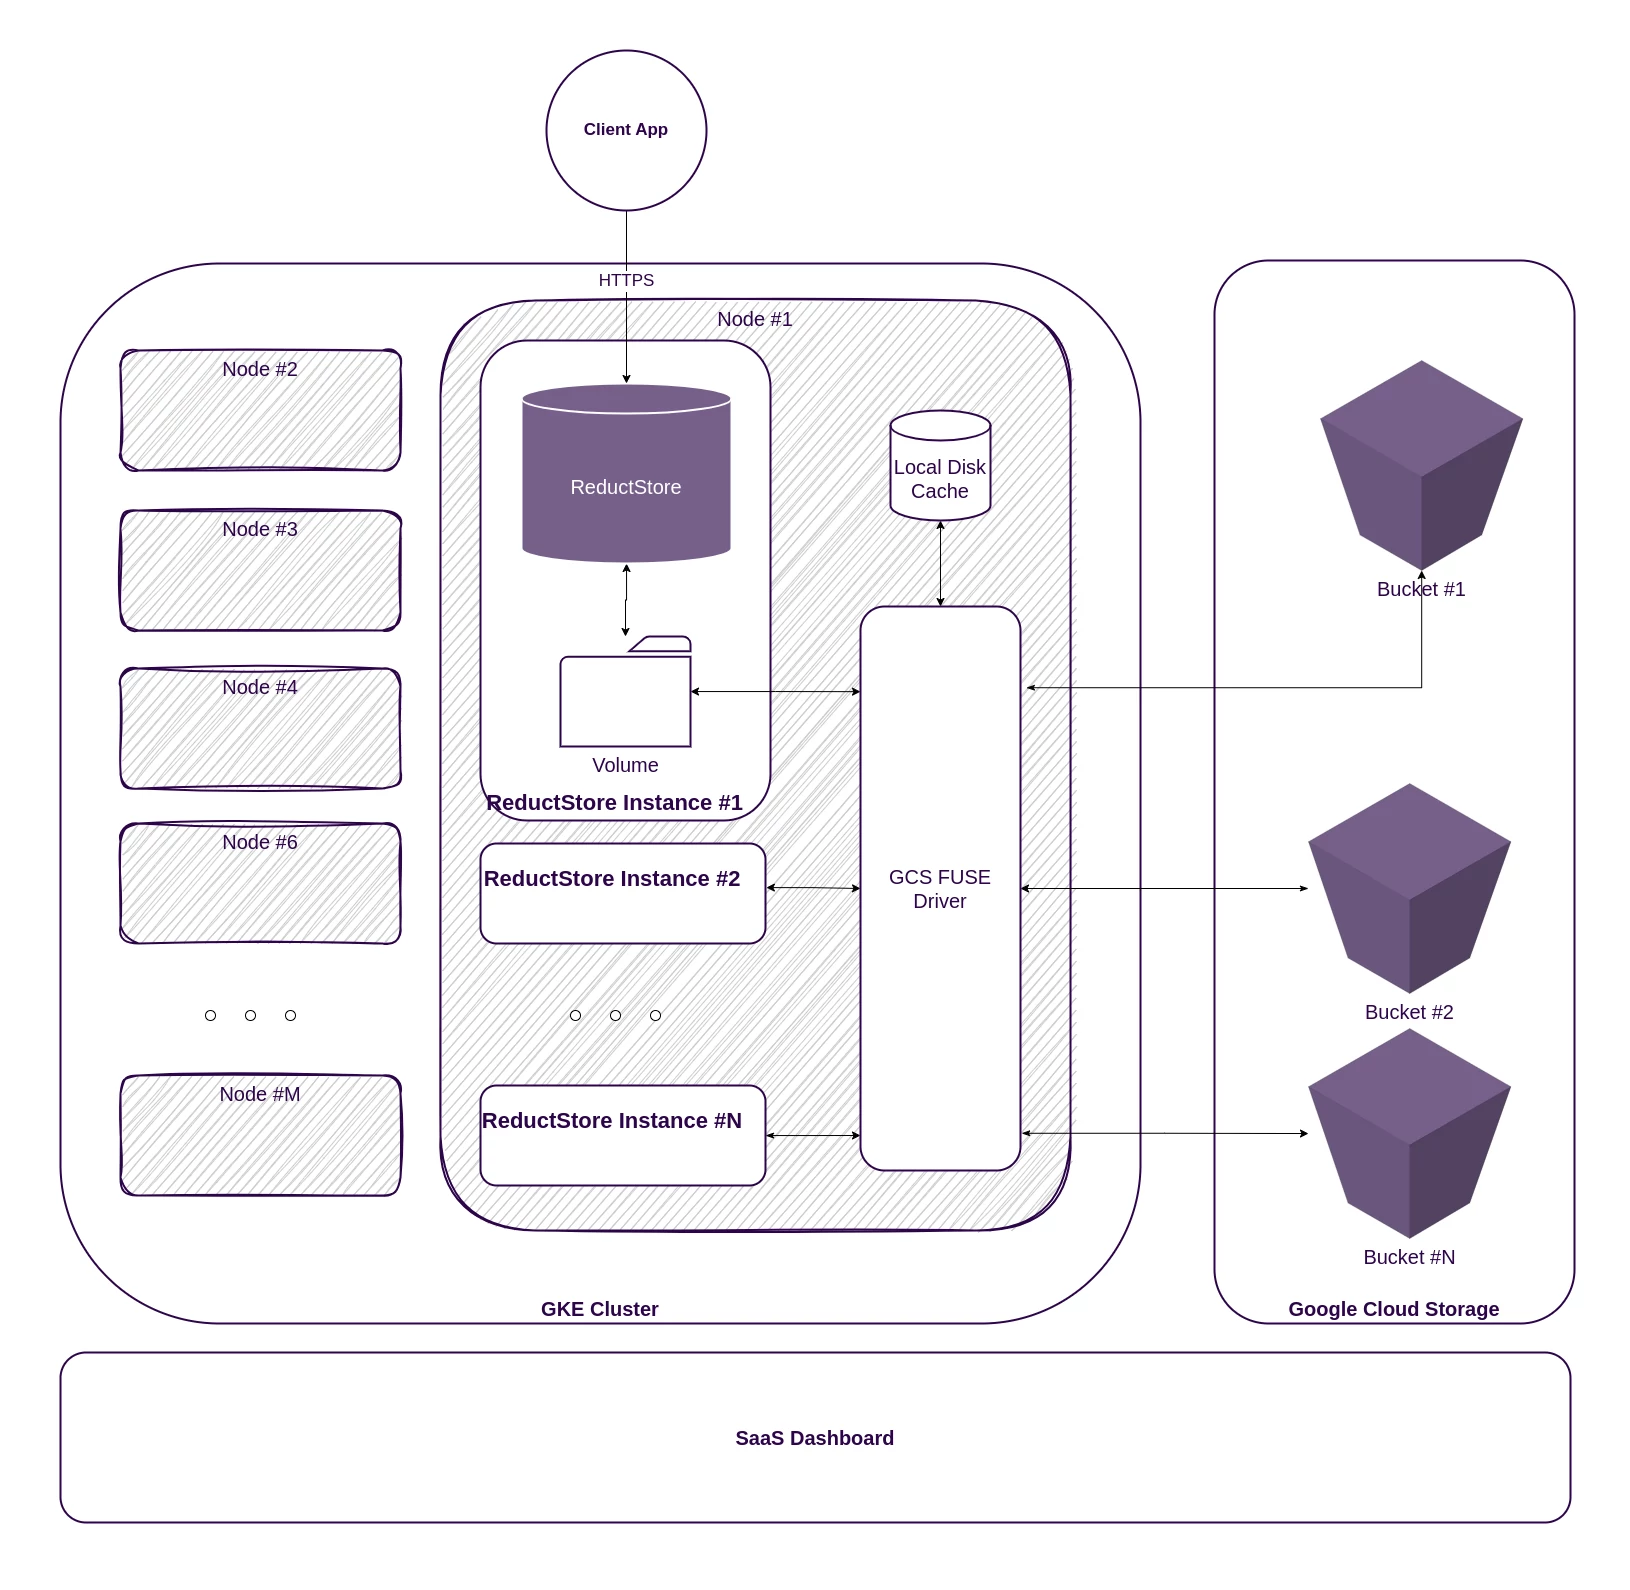 Client App
HTTPS
Node #1
Node #2
Node #3
Node #4
Node #6
Node #M
ReductStore
Volume
ReductStore Instance #1
ReductStore Instance #2
ReductStore Instance #N
Local Disk
Cache
GCS FUSE
Driver
GKE Cluster
Bucket #1
Bucket #2
Bucket #N
Google Cloud Storage
SaaS Dashboard